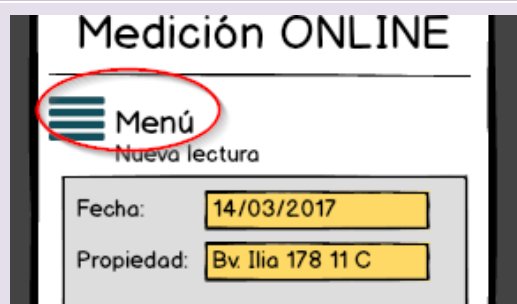 Medición ONLINE
Menú
Nueva lectura
Fecha: 14/03/2017
Propiedad: Bv. Ilia 178 11 C